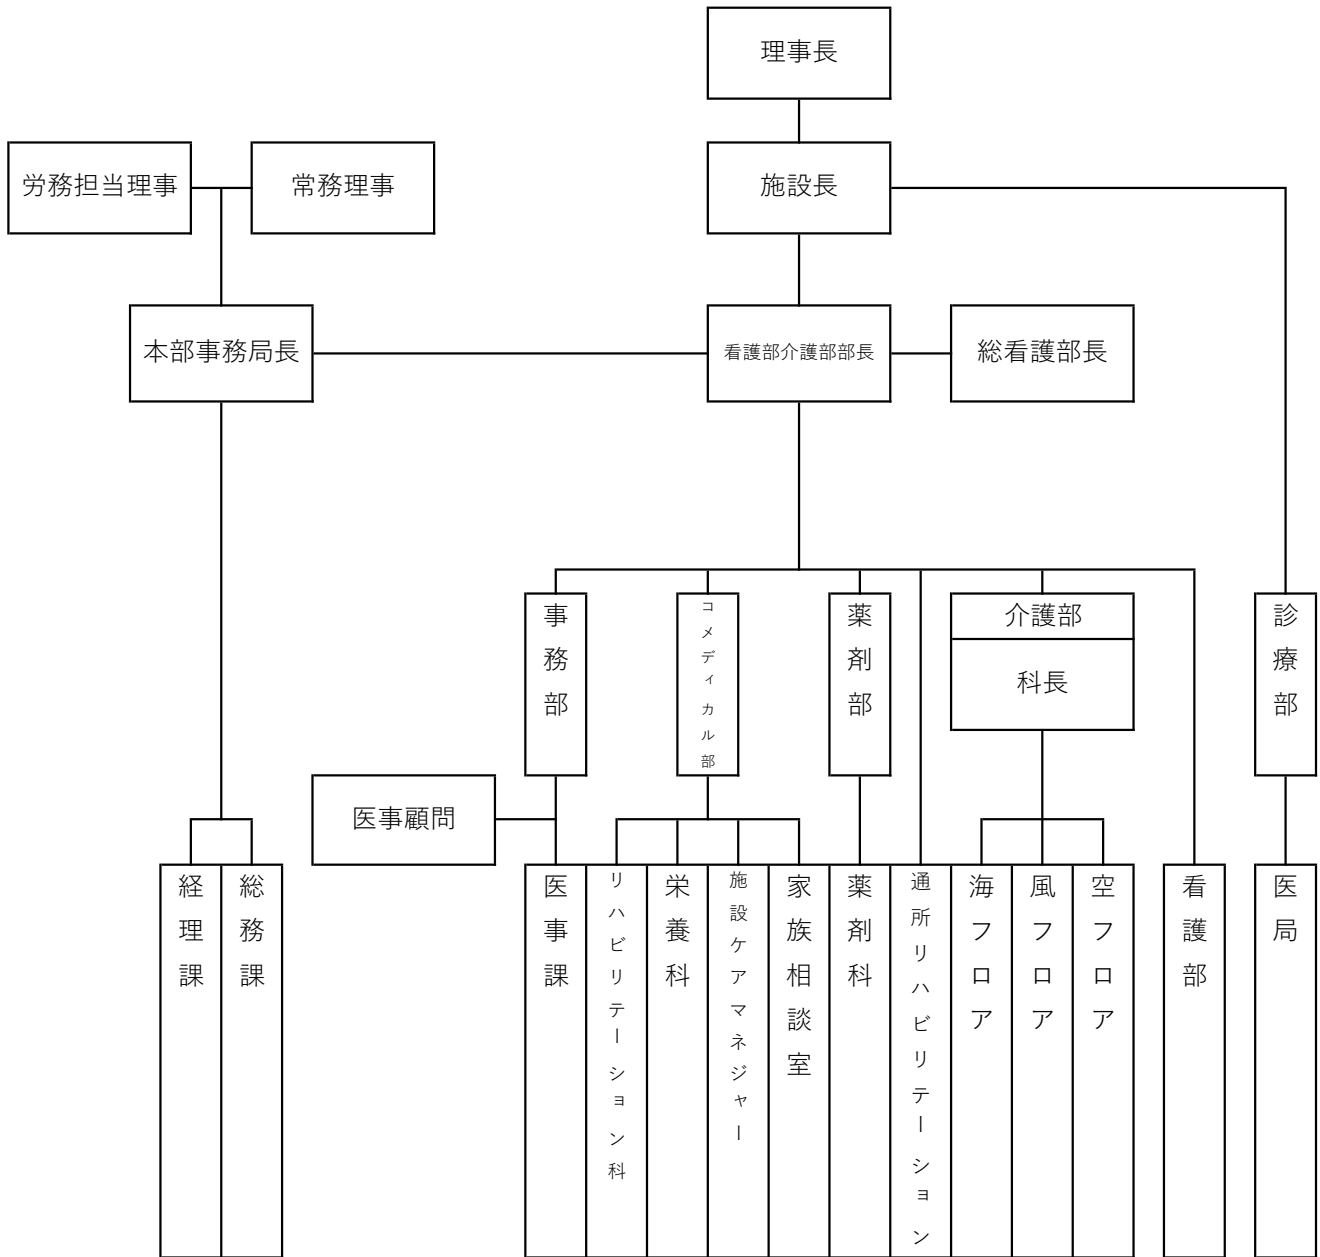 理事長
労務担当理事
常務理事
施設長
本部事務局長
看護部介護部部長
総看護部長
事務部
コメディカル部
薬剤部
介護部
科長
診療部
医事顧問
経理課
総務課
医事課
リハビリテーション科
栄養科
施設ケアマネジャー
家族相談室
薬剤科
通所リハビリテーション
海フロア
風フロア
空フロア
看護部
医局